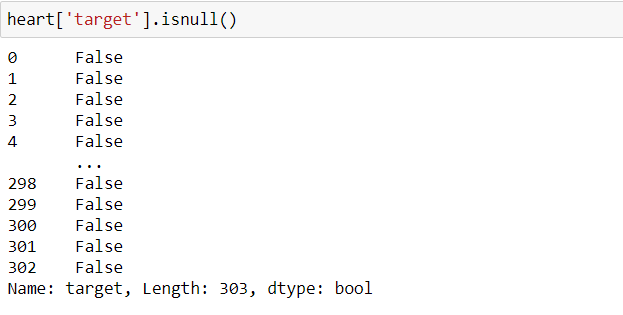 heart['target'].isnull()
0      False
1      False
2      False
3      False
4      False
       ...
298    False
299    False
300    False
301    False
302    False
Name: target, Length: 303, dtype: bool